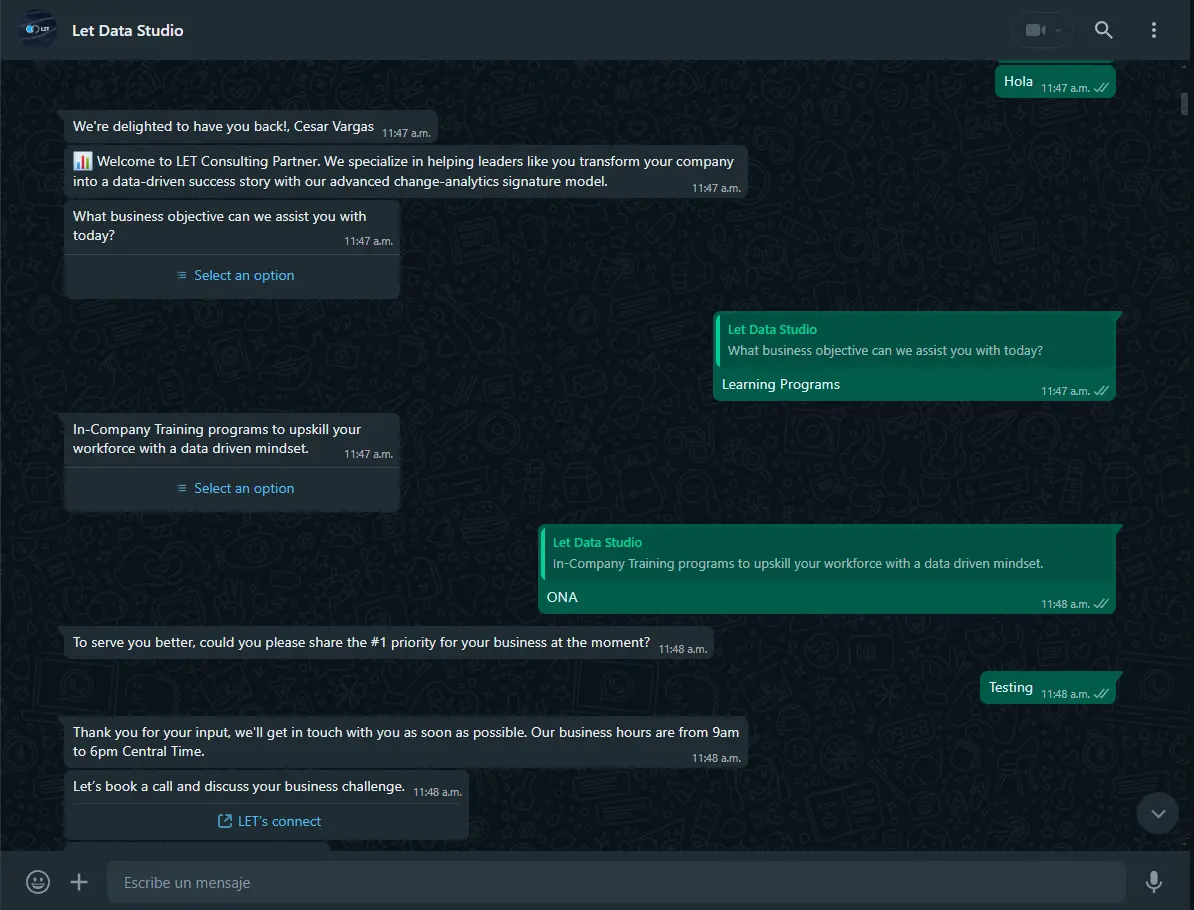 LET
Let Data Studio
Hola
11:47 a.m.
We're delighted to have you back!, Cesar Vargas
11:47 a.m.
Welcome to LET Consulting Partner. We specialize in helping leaders like you transform your company
into a data-driven success story with our advanced change-analytics signature model.
11:47 a.m.
What business objective can we assist you with
today?
11:47 a.m.
Select an option
Let Data Studio
What business objective can we assist you with today?
Learning Programs
11:47 a.m.
In-Company Training programs to upskill your
workforce with a data driven mindset.
11:47 a.m.
Select an option
Let Data Studio
In-Company Training programs to upskill your workforce with a data driven mindset.
ONA
11:48 a.m.
To serve you better, could you please share the #1 priority for your business at the moment?
11:48 a.m.
Testing
11:48 a.m.
Thank you for your input, we'll get in touch with you as soon as possible. Our business hours are from 9am
to 6pm Central Time.
11:48 a.m.
Let’s book a call and discuss your business challenge.
11:48 a.m.
LET’s connect
Escribe un mensaje